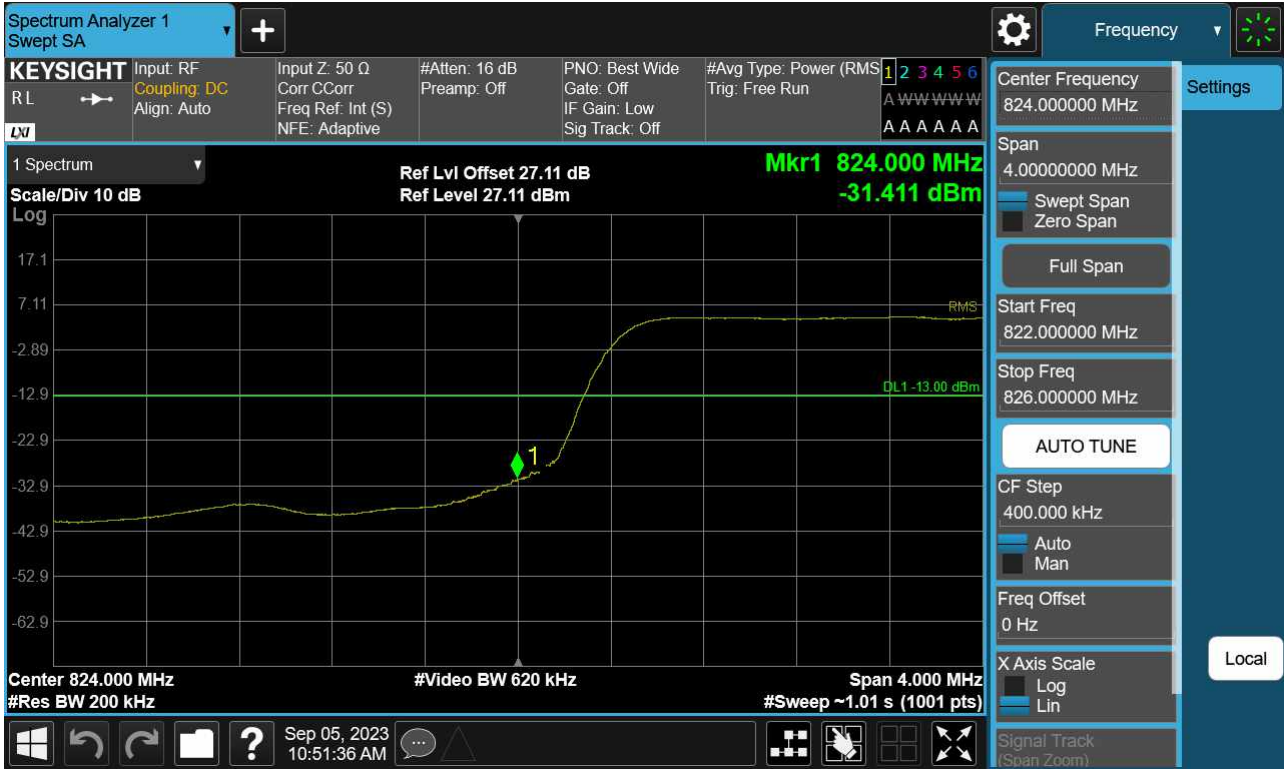 Spectrum Analyzer 1
Swept SA
Frequency
KEYSIGHT
R L
LXI
Input: RF
Coupling: DC
Align: Auto
Input Z: 50 Ω
Corr CCorr
Freq Ref: Int (S)
NFE: Adaptive
#Atten: 16 dB
Preamp: Off
PNO: Best Wide
Gate: Off
IF Gain: Low
Sig Track: Off
#Avg Type: Power (RMS
Trig: Free Run
1 2 3 4 5 6
A W W W W W
A A A A A A
1 Spectrum
Scale/Div 10 dB
Log
Ref Lvl Offset 27.11 dB
Ref Level 27.11 dBm
Mkr1 824.000 MHz
-31.411 dBm
17.1
7.11
-2.89
-12.9
-22.9
-32.9
-42.9
-52.9
-62.9
RMS
DL1 -13.00 dBm
1
Center 824.000 MHz
#Res BW 200 kHz
#Video BW 620 kHz
Span 4.000 MHz
#Sweep ~1.01 s (1001 pts)
Center Frequency
824.000000 MHz
Span
4.00000000 MHz
Swept Span
Zero Span
Full Span
Start Freq
822.000000 MHz
Stop Freq
826.000000 MHz
AUTO TUNE
CF Step
400.000 kHz
Auto
Man
Freq Offset
0 Hz
X Axis Scale
Log
Lin
Signal Track
(Span Zoom)
Settings
Local
?
Sep 05, 2023
10:51:36 AM